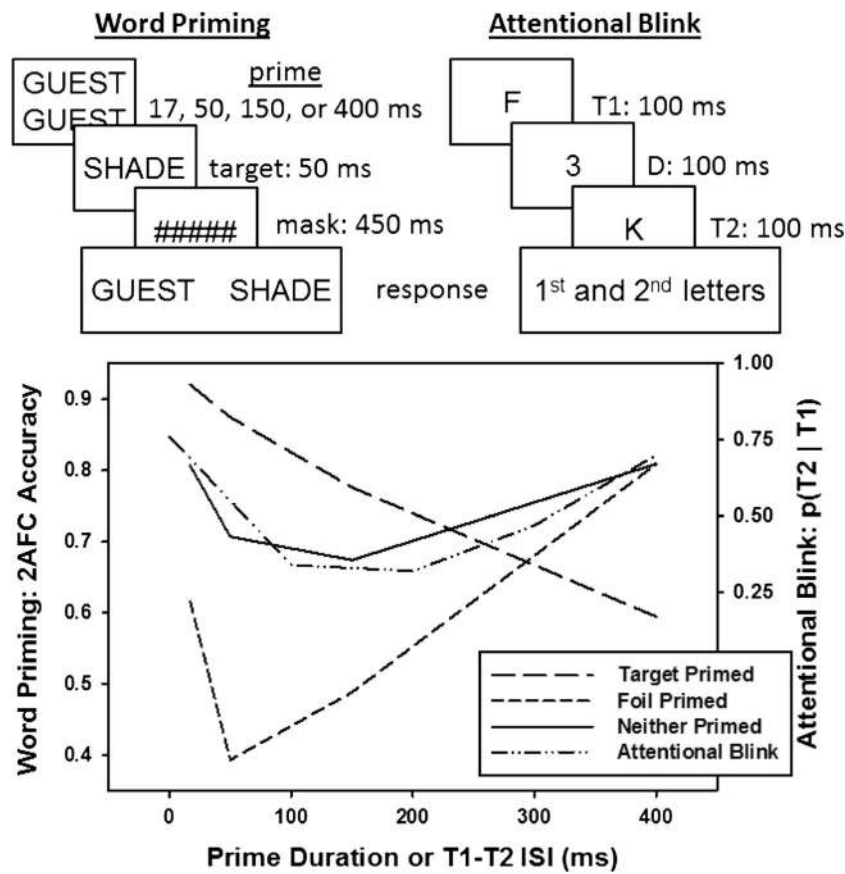 Word Priming
Attentional Blink
GUEST
GUEST
prime
17, 50, 150, or 400 ms
SHADE
target: 50 ms
#####
mask: 450 ms
GUEST SHADE
response
F
T1: 100 ms
3
D: 100 ms
K
T2: 100 ms
1st and 2nd letters
Word Priming: 2AFC Accuracy
0.9
0.8
0.7
0.6
0.5
0.4
1.00
0.75
0.50
0.25
Attentional Blink: p(T2 | T1)
Target Primed
Foil Primed
Neither Primed
Attentional Blink
0 100 200 300 400
Prime Duration or T1-T2 ISI (ms)